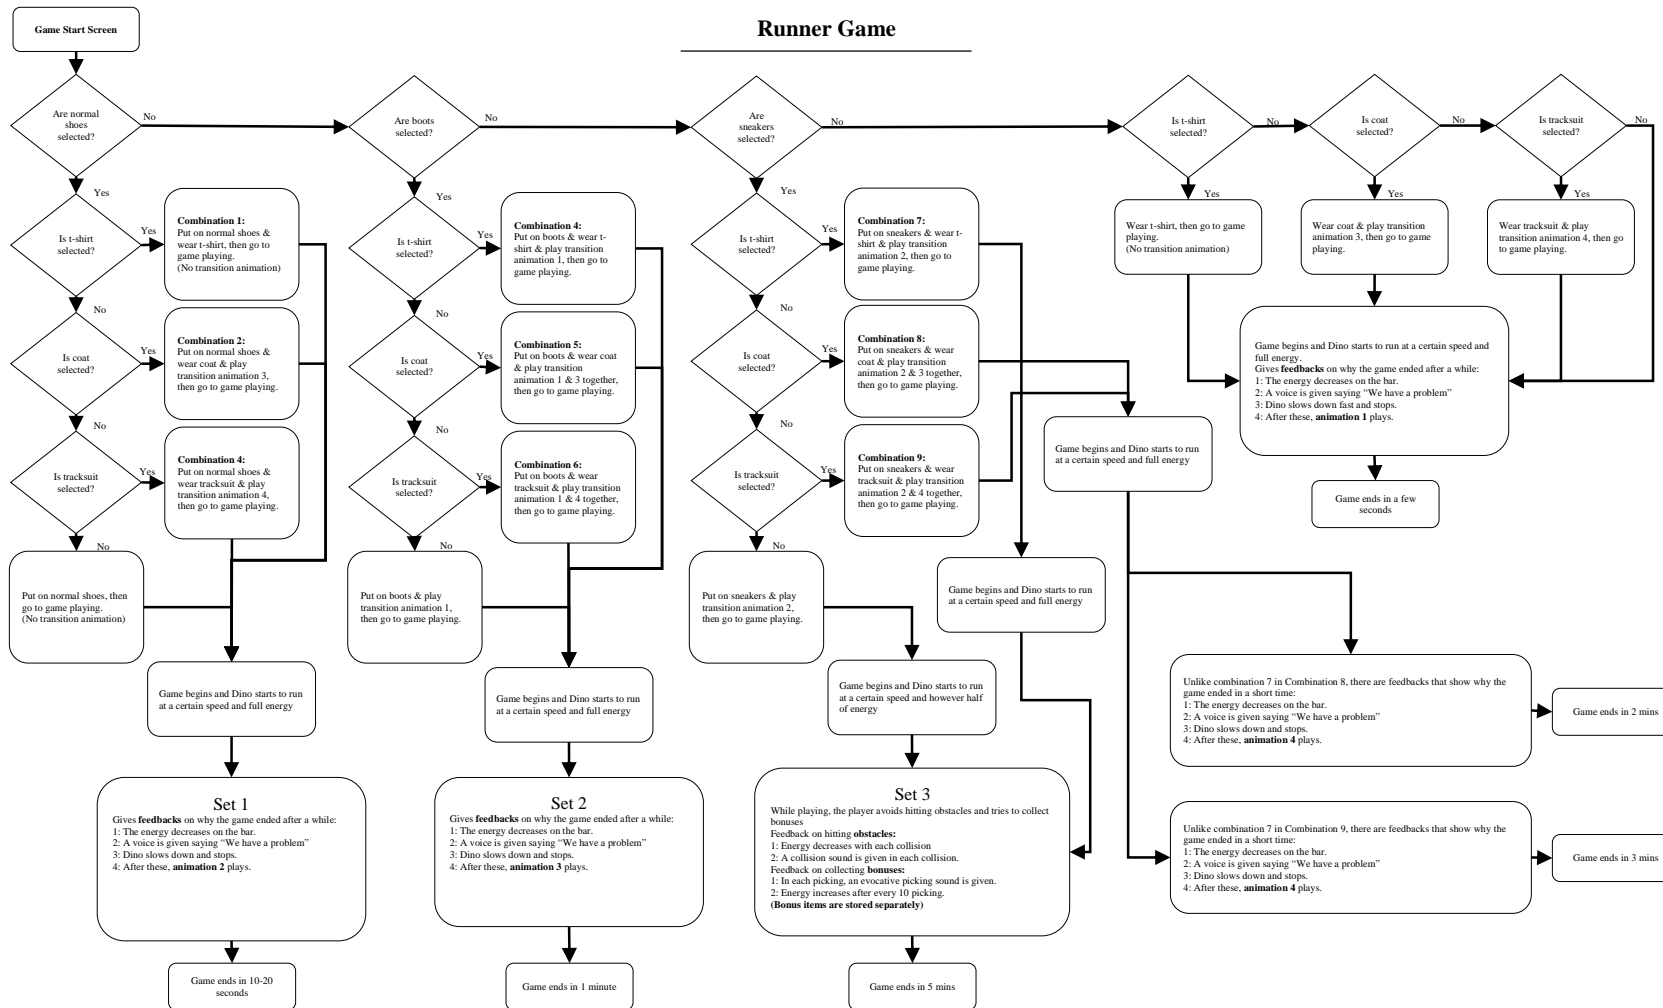 Runner Game
Game Start Screen
Are normal
shoes
selected?
No
Are boots
selected?
No
Are
sneakers
selected?
No
Is t-shirt
selected?
No
Is coat
selected?
No
Is tracksuit
selected?
No
Yes
Is t-shirt
selected?
Yes
Combination 1:
Put on normal shoes &
wear t-shirt, then go to
game playing.
(No transition animation)
No
Is coat
selected?
Yes
Combination 2:
Put on normal shoes &
wear coat & play
transition animation 3,
then go to game playing.
No
Is tracksuit
selected?
Yes
Combination 4:
Put on normal shoes &
wear tracksuit & play
transition animation 4,
then go to game playing.
No
Put on normal shoes, then
go to game playing.
(No transition animation)
Game begins and Dino starts to run
at a certain speed and full energy
Set 1
Gives feedbacks on why the game ended after a while:
1: The energy decreases on the bar.
2: A voice is given saying “We have a problem”
3: Dino slows down and stops.
4: After these, animation 2 plays.
Game ends in 10-20
seconds
Yes
Is t-shirt
selected?
Yes
Combination 4:
Put on boots & wear t-
shirt & play transition
animation 1, then go to
game playing.
No
Is coat
selected?
Yes
Combination 5:
Put on boots & wear coat
& play transition
animation 1 & 3 together,
then go to game playing.
No
Is tracksuit
selected?
Yes
Combination 6:
Put on boots & wear
tracksuit & play transition
animation 1 & 4 together,
then go to game playing.
No
Put on boots & play
transition animation 1,
then go to game playing.
Game begins and Dino starts to run
at a certain speed and full energy
Set 2
Gives feedbacks on why the game ended after a while:
1: The energy decreases on the bar.
2: A voice is given saying “We have a problem”
3: Dino slows down and stops.
4: After these, animation 3 plays.
Game ends in 1 minute
Yes
Is t-shirt
selected?
Yes
Combination 7:
Put on sneakers & wear t-
shirt & play transition
animation 2, then go to
game playing.
No
Is coat
selected?
Yes
Combination 8:
Put on sneakers & wear
coat & play transition
animation 2 & 3 together,
then go to game playing.
No
Is tracksuit
selected?
Yes
Combination 9:
Put on sneakers & wear
tracksuit & play transition
animation 2 & 4 together,
then go to game playing.
No
Put on sneakers & play
transition animation 2,
then go to game playing.
Game begins and Dino starts to run
at a certain speed and however half
of energy
Set 3
While playing, the player avoids hitting obstacles and tries to collect
bonuses
Feedback on hitting obstacles:
1: Energy decreases with each collision
2: A collision sound is given in each collision.
Feedback on collecting bonuses:
1: In each picking, an evocative picking sound is given.
2: Energy increases after every 10 picking.
(Bonus items are stored separately)
Game ends in 5 mins
Game begins and Dino starts to run
at a certain speed and full energy
Game begins and Dino starts to run
at a certain speed and full energy
Yes
Wear t-shirt, then go to game
playing.
(No transition animation)
Yes
Wear coat & play transition
animation 3, then go to game
playing.
Yes
Wear tracksuit & play
transition animation 4, then go
to game playing.
Game begins and Dino starts to run at a certain speed and
full energy.
Gives feedbacks on why the game ended after a while:
1: The energy decreases on the bar.
2: A voice is given saying “We have a problem”
3: Dino slows down fast and stops.
4: After these, animation 1 plays.
Game ends in a few
seconds
Unlike combination 7 in Combination 8, there are feedbacks that show why the
game ended in a short time:
1: The energy decreases on the bar.
2: A voice is given saying “We have a problem”
3: Dino slows down and stops.
4: After these, animation 4 plays.
Game ends in 2 mins
Unlike combination 7 in Combination 9, there are feedbacks that show why the
game ended in a short time:
1: The energy decreases on the bar.
2: A voice is given saying “We have a problem”
3: Dino slows down and stops.
4: After these, animation 4 plays.
Game ends in 3 mins